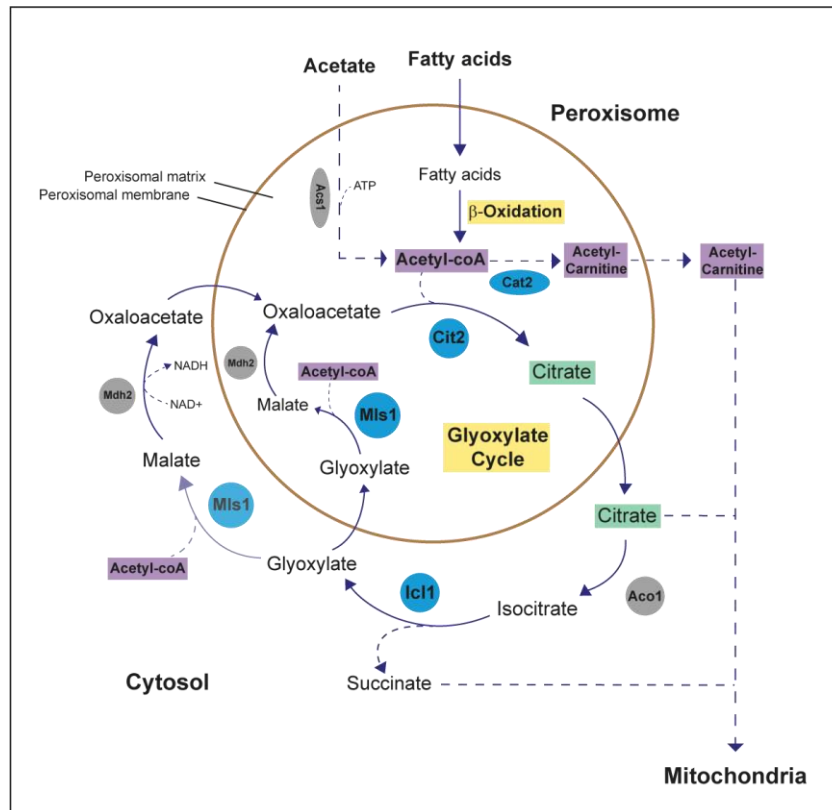 Acetate
Fatty acids
Peroxisome
Peroxisomal matrix
Peroxisomal membrane
Fatty acids
Acs1
ATP
β-Oxidation
Acetyl-coA
Acetyl-
Carnitine
Acetyl-
Carnitine
Cat2
Oxaloacetate
Oxaloacetate
Cit2
Mdh2
NADH
NAD+
Mdh2
Acetyl-coA
Citrate
Malate
Mls1
Glyoxylate
Cycle
Malate
Glyoxylate
Mls1
Citrate
Acetyl-coA
Glyoxylate
Icl1
Isocitrate
Aco1
Cytosol
Succinate
Mitochondria